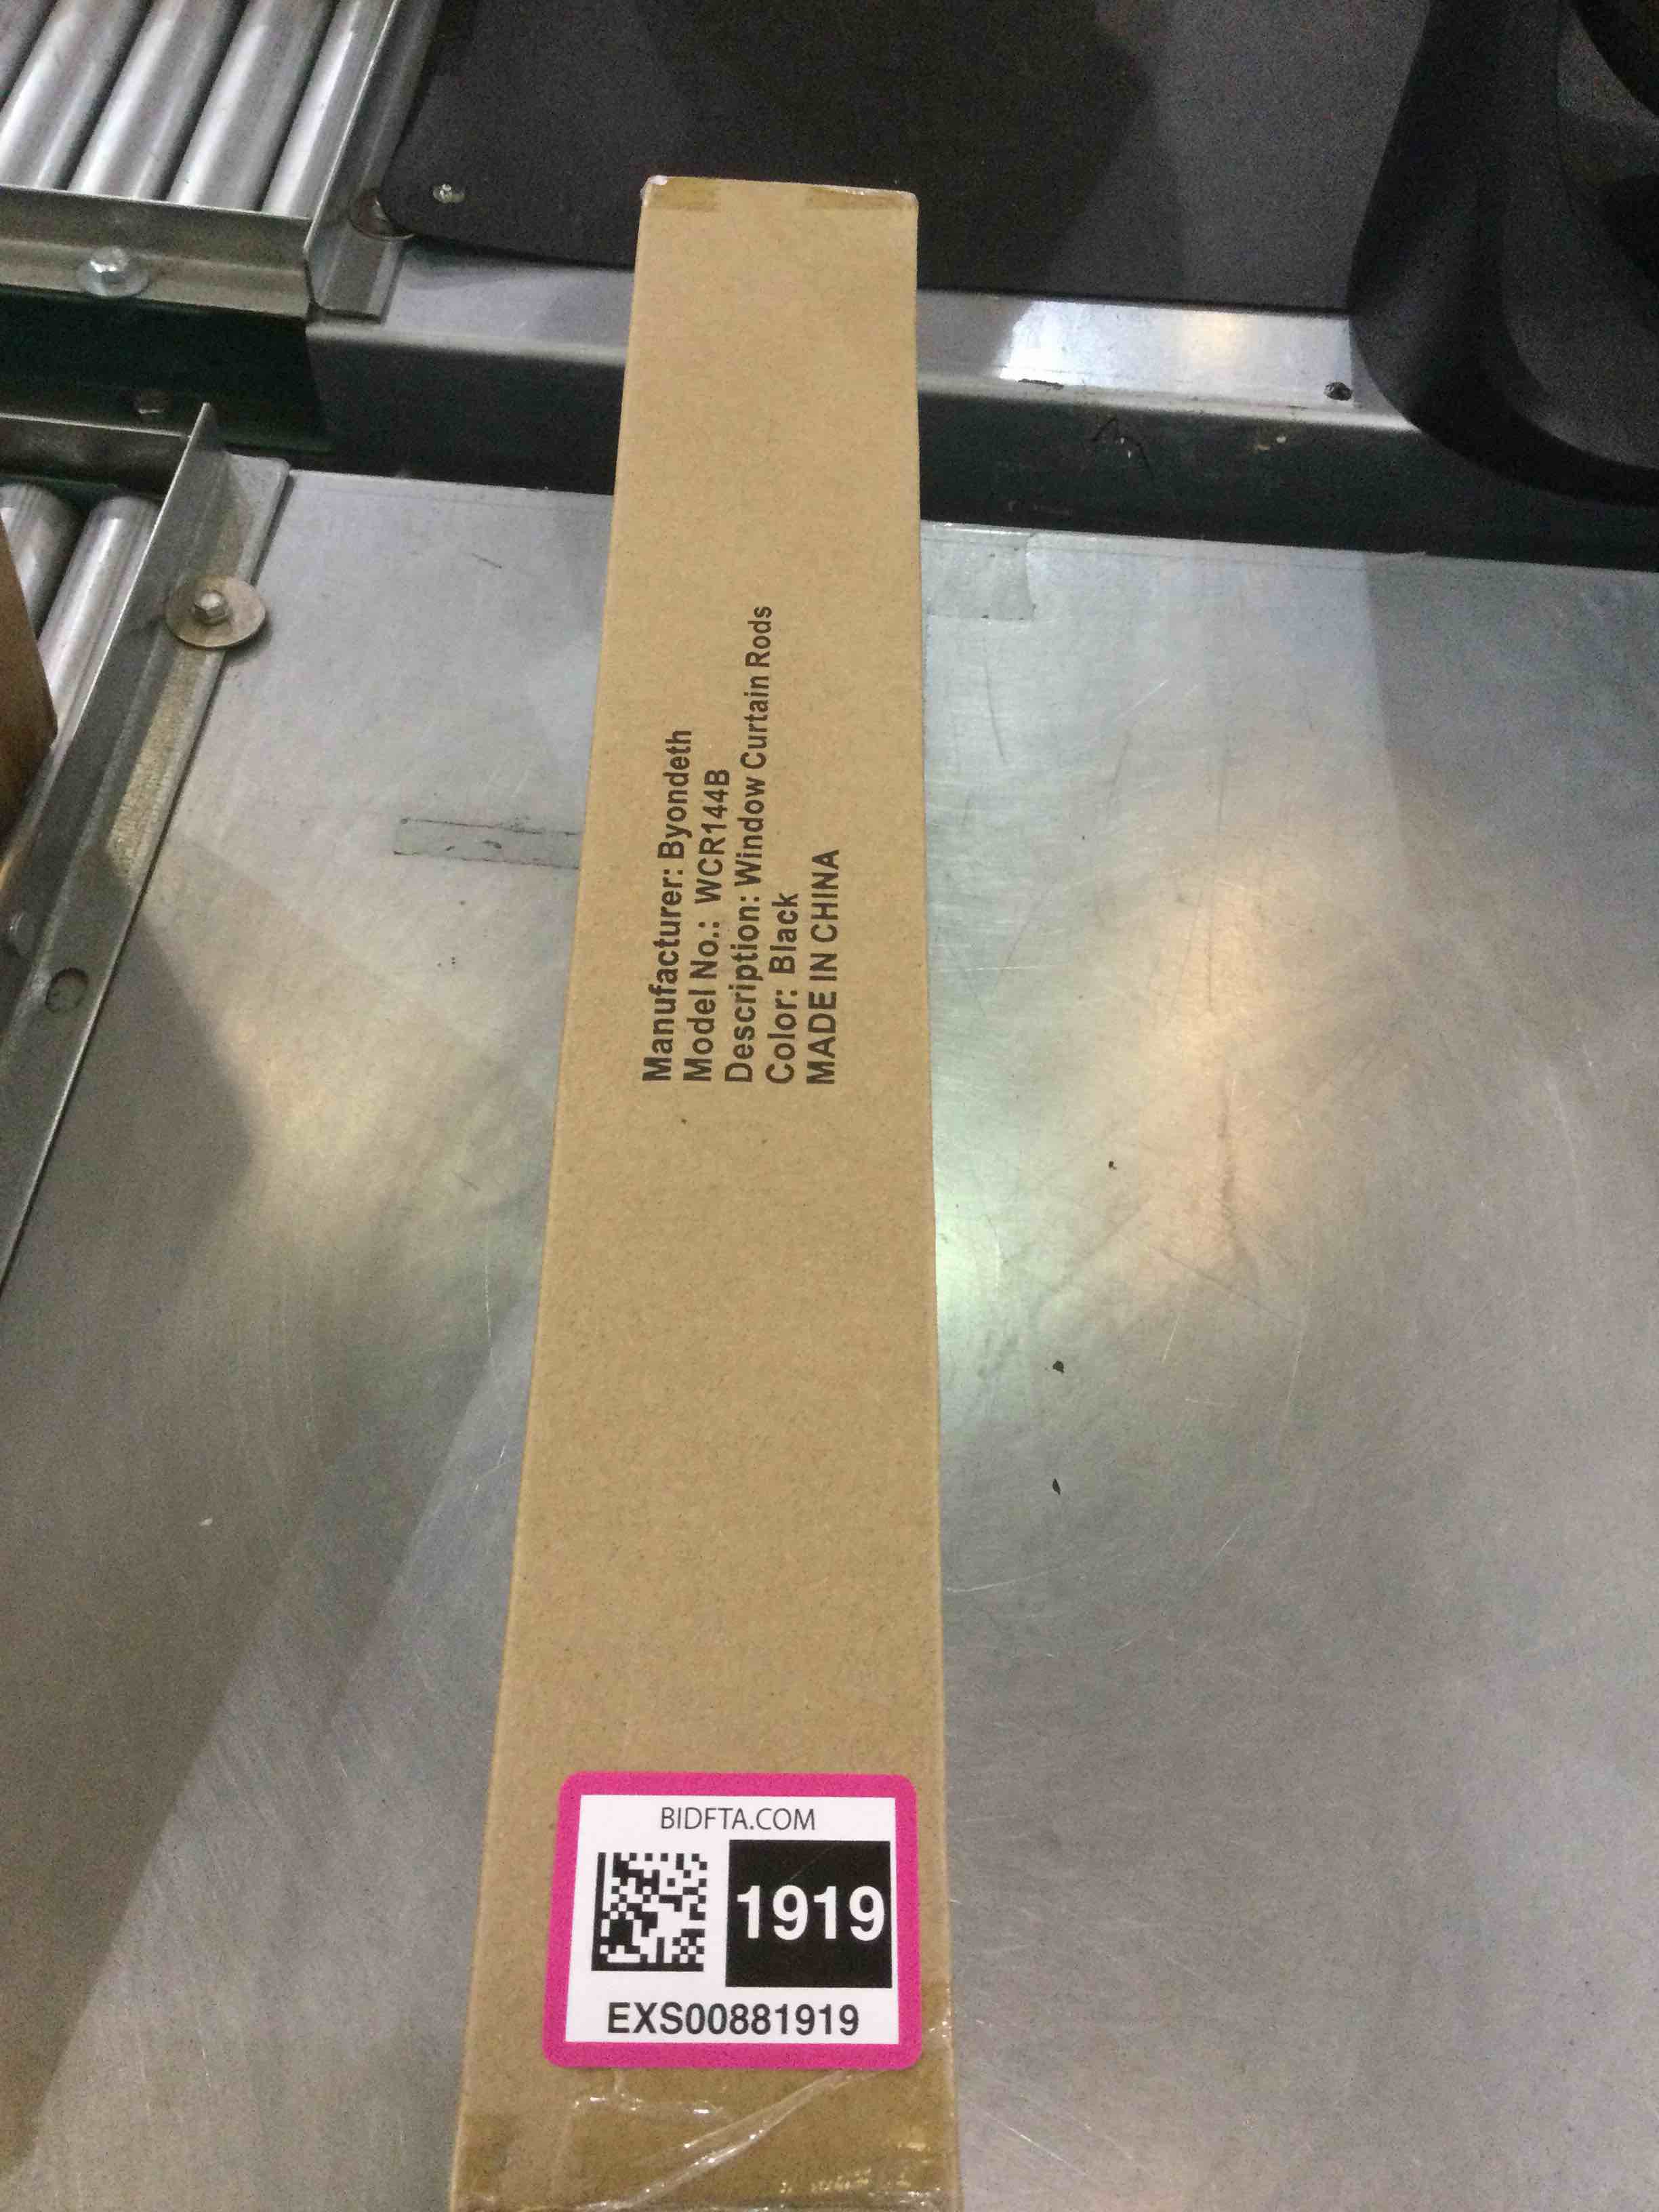 Manufacturer: Byondeth
Model No.: WCR144B
Description: Window Curtain Rods
Color: Black
MADE IN CHINA
BIDFTA.COM
1919
EXS00881919